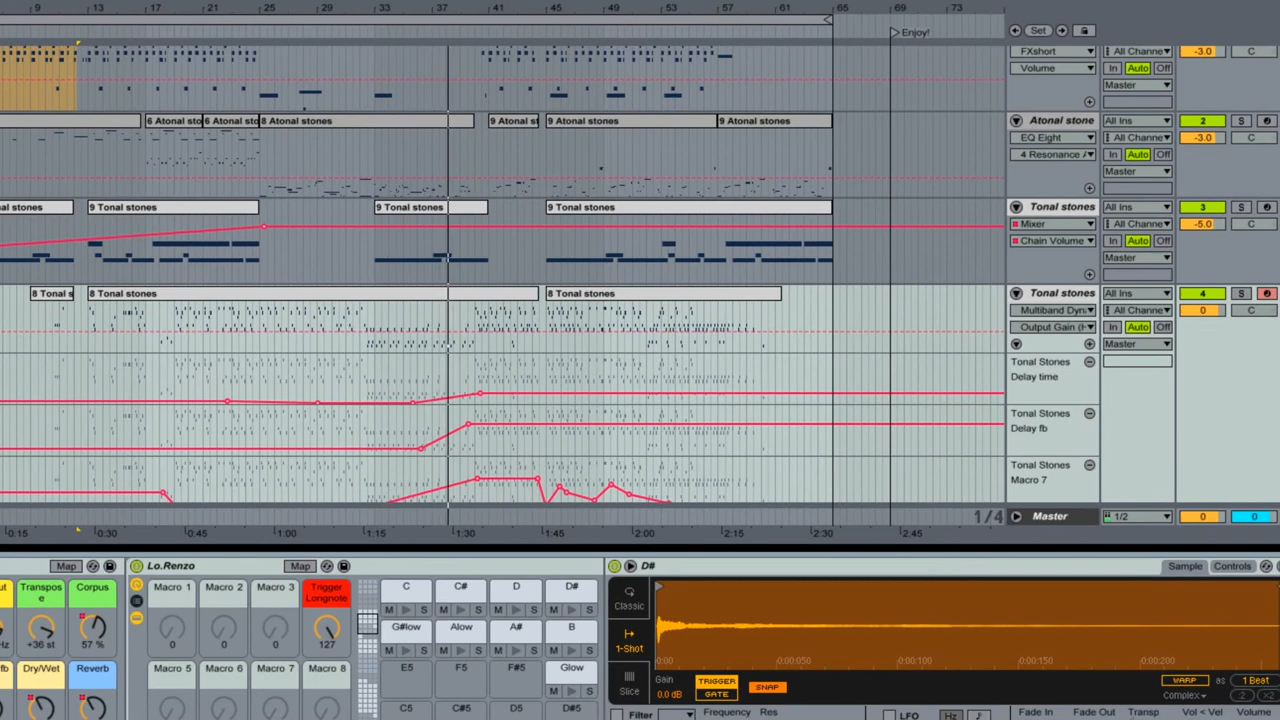 9 13 17 21 25 29 33 37 41 45 49 53 57 61 65 69 73
Enjoy! Set
FXshort All Channe -3.0 C
Volume In Auto Off
Master
6 Atonal sto 6 Atonal sto 8 Atonal stones 9 Atonal st 9 Atonal stones 9 Atonal stones Atonal stone All Ins 2 S
EQ Eight All Channe -3.0 C
4 Resonance In Auto Off
Master
al stones 9 Tonal stones 9 Tonal stones 9 Tonal stones Tonal stones All Ins 3 S
Mixer All Channe -5.0 C
Chain Volume In Auto Off
Master
8 Tonal s 8 Tonal stones 8 Tonal stones Tonal stones All Ins 4 S
Multiband Dyn All Channe 0 C
Output Gain (H In Auto Off
Master
Tonal Stones
Delay time
Tonal Stones
Delay fb
Tonal Stones
Macro 7
1/4 Master 1/2 0 0
0:15 0:30 0:45 1:00 1:15 1:30 1:45 2:00 2:15 2:30 2:45
Map Lo.Renzo Map D# Sample Controls
ut Transpos
e Corpus Macro 1 Macro 2 Macro 3 Trigger
Longnote C C# D D#
Classic
M S M S M S M S
G#low Alow A# B
Hz +36 st 57 % 0 0 0 127 1-Shot
M S M S M S M S
fb Dry/Wet Reverb Macro 5 Macro 6 Macro 7 Macro 8 E5 F5 F#5 Glow
0:00 0:00:050 0:00:100 0:00:150 0:00:200
Gain TRIGGER WARP as 1 Beat
Slice 0.0 dB GATE SNAP Complex :2 *2
M S
C5 C#5 D5 D#5
Filter Frequency Res LFO Hz Fade In Fade Out Transp Vol < Vel Volume